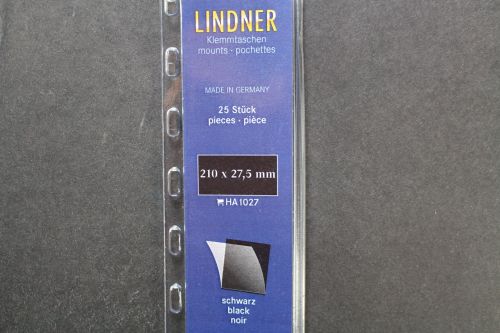 LINDNER
Klemmtaschen
mounts · pochettes
MADE IN GERMANY
25 Stück
pieces · pièce
210 x 27,5 mm
HA1027
schwarz
black
noir